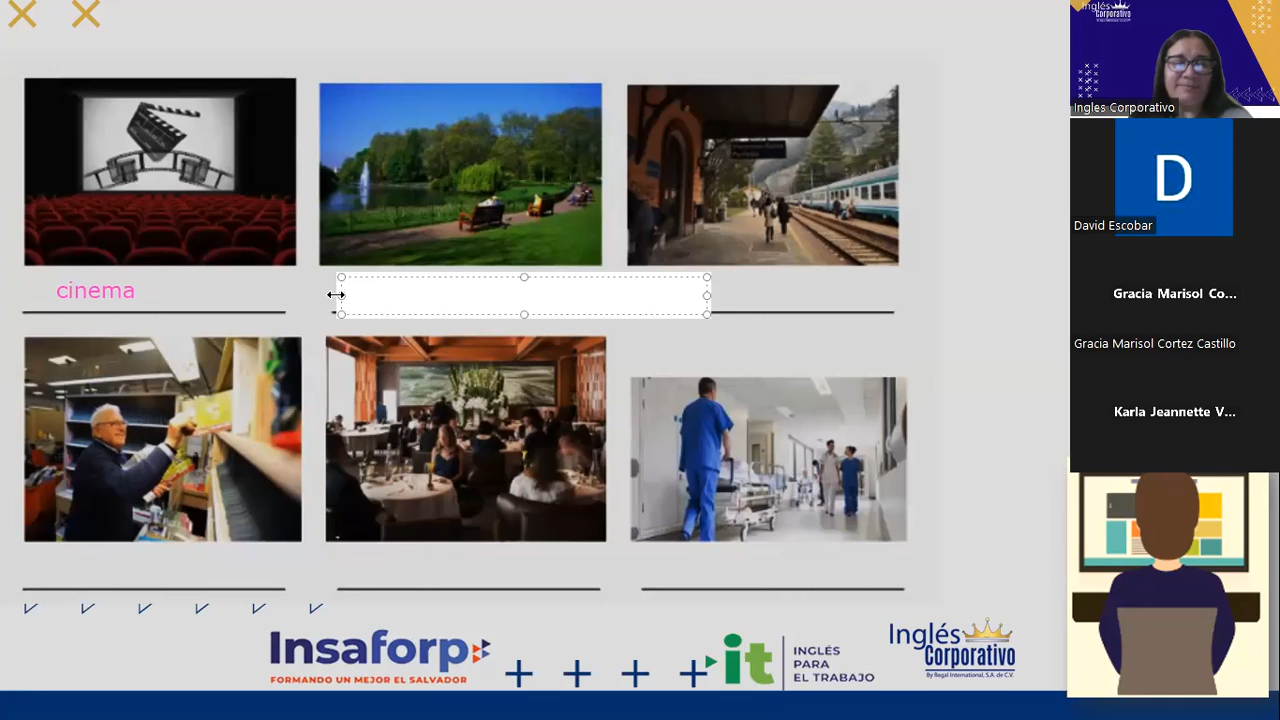 Inglés
Corporativo
Ingles Corporativo
D
David Escobar
Gracia Marisol Co...
Gracia Marisol Cortez Castillo
Karla Jeannette V...
cinema
Insaforp
FORMANDO UN MEJOR EL SALVADOR
it
INGLÉS
PARA
EL TRABAJO
Inglés
Corporativo
By Regal International, S.A. de C.V.